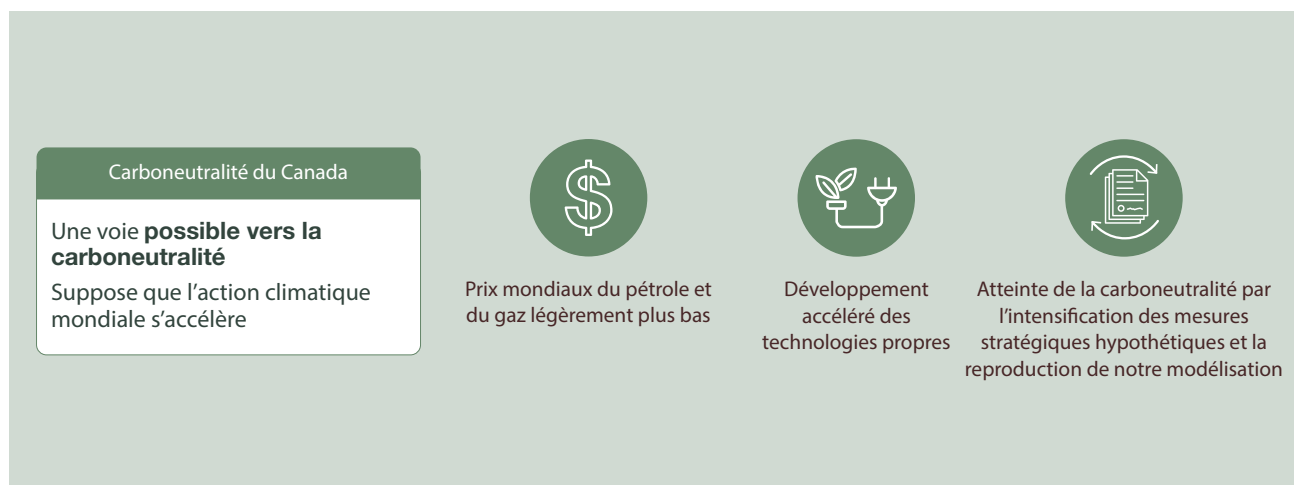 Carboneutralité du Canada
Une voie possible vers la
carboneutralité
Suppose que l'action climatique
mondiale s'accélère
Prix mondiaux du pétrole et
du gaz légèrement plus bas
Développement
accéléré des
technologies propres
Atteinte de la carboneutralité par
l'intensification des mesures
stratégiques hypothétiques et la
reproduction de notre modélisation